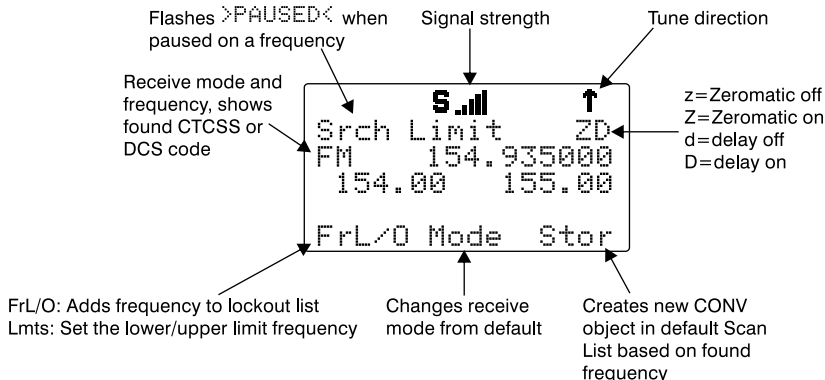 Flashes >PAUSED< when
paused on a frequency
Signal strength
Tune direction
Receive mode and
frequency, shows
found CTCSS or
DCS code
S
Srch Limit ZD
FM 154.935000
154.00 155.00
FrL/O Mode Stor
z=Zeromatic off
Z=Zeromatic on
d=delay off
D=delay on
FrL/O: Adds frequency to lockout list
Lmts: Set the lower/upper limit frequency
Changes receive
mode from default
Creates new CONV
object in default Scan
List based on found
frequency